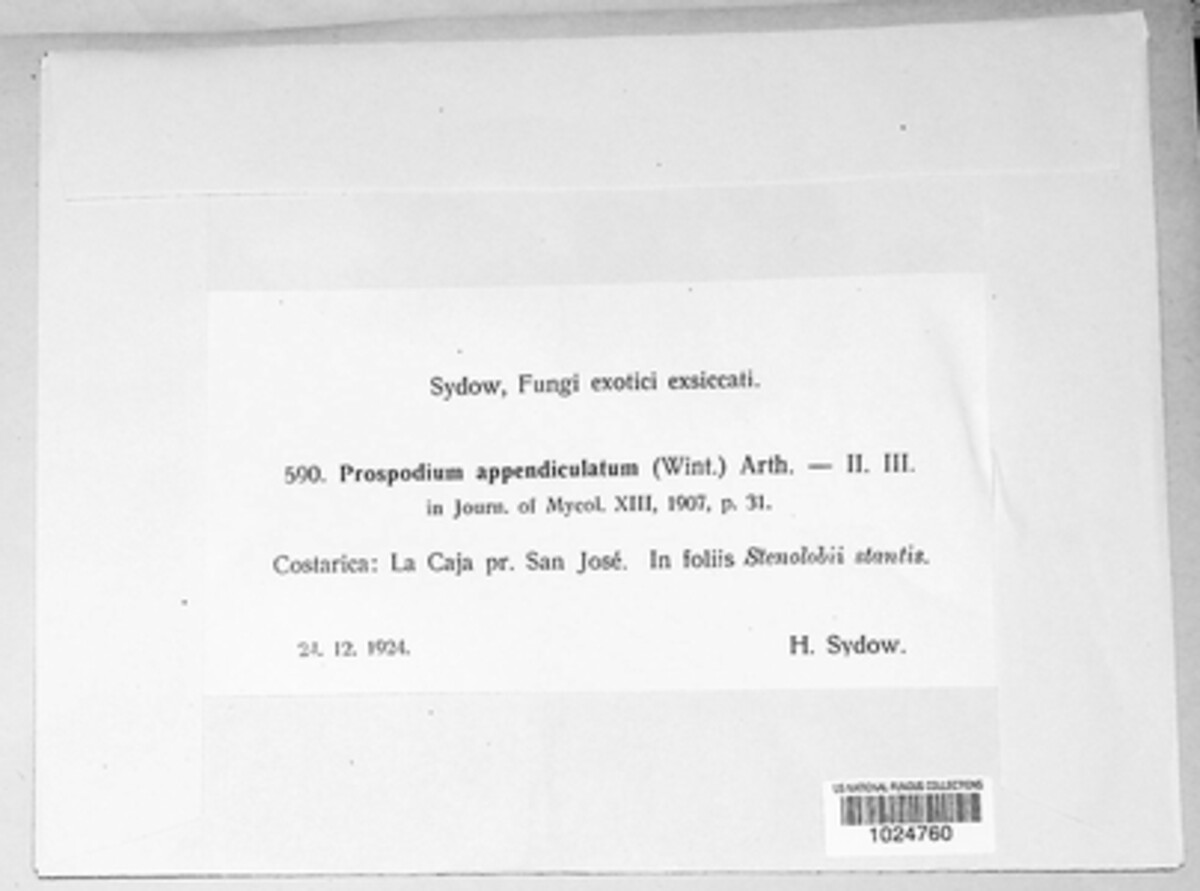 Sydow, Fungi exotici exsiccati.
590. Prospodium appendiculatum (Wint.) Arth. — II. III.
in Journ. of Mycol. XIII, 1907, p. 31.
Costarica: La Caja pr. San José. In foliis Stenolobii stantis.
24. 12. 1924.
H. Sydow.
US NATIONAL FUNGUS COLLECTIONS
1024760